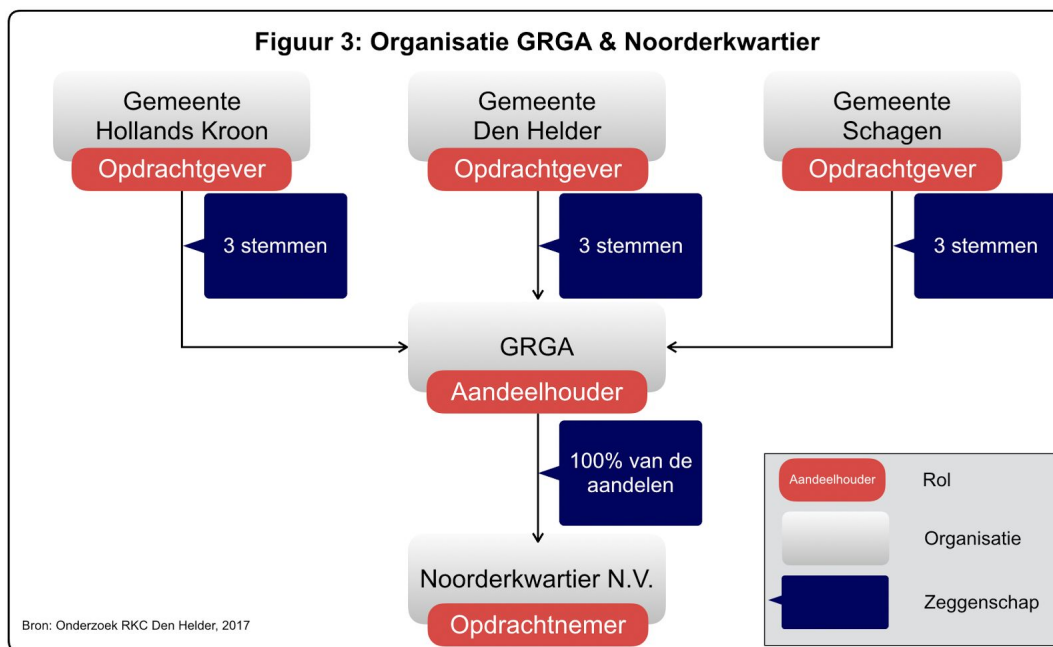 Figuur 3: Organisatie GRGA & Noorderkwartier
Gemeente
Hollands Kroon
Opdrachtgever
Gemeente
Den Helder
Opdrachtgever
Gemeente
Schagen
Opdrachtgever
3 stemmen
3 stemmen
3 stemmen
GRGA
Aandeelhouder
100% van de
aandelen
Noorderkwartier N.V.
Opdrachtnemer
Aandeelhouder
Rol
Organisatie
Zeggenschap
Bron: Onderzoek RKC Den Helder, 2017